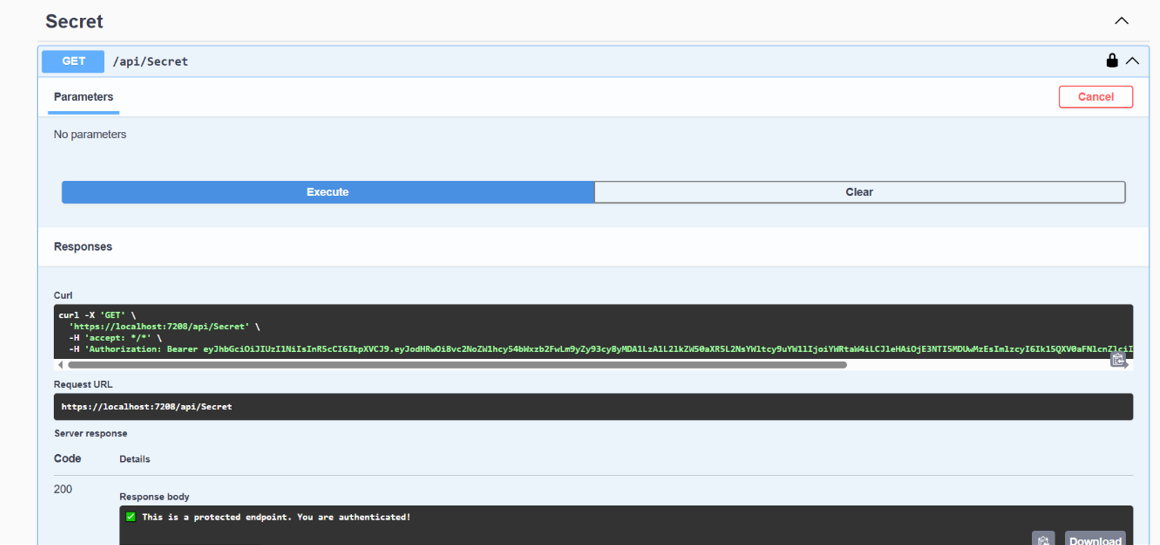 Secret
GET /api/Secret
Parameters
Cancel
No parameters
Execute
Clear
Responses
Curl
curl -X 'GET' \
'https://localhost:7208/api/Secret' \
-H 'accept: */*' \
-H 'Authorization: Bearer
Request URL
https://localhost:7208/api/Secret
Server response
Code Details
200
Response body
✅ This is a protected endpoint. You are authenticated!
Download